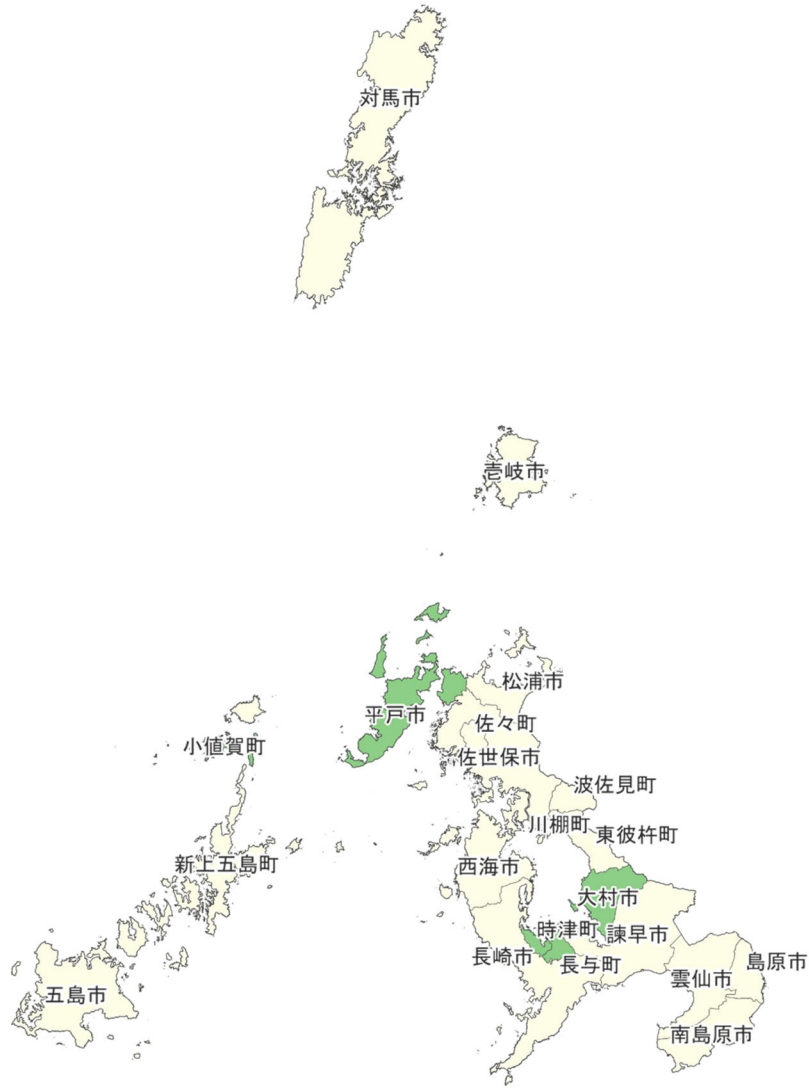 対馬市
壱岐市
松浦市
平戸市
佐々町
小値賀町
佐世保市
波佐見町
川棚町
東彼杵町
新上五島町
西海市
大村市
時津町
諫早市
長崎市
長与町
島原市
雲仙市
五島市
南島原市